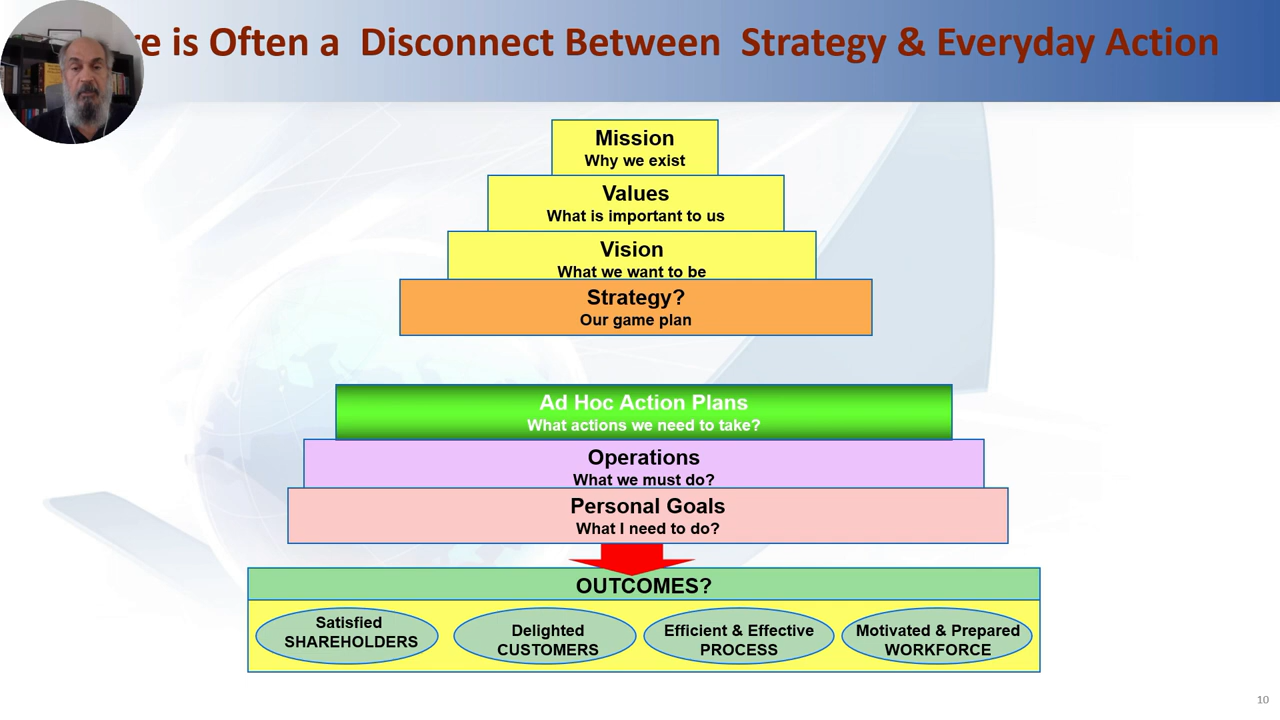 re is Often a Disconnect Between Strategy & Everyday Action
Mission
Why we exist
Values
What is important to us
Vision
What we want to be
Strategy?
Our game plan
Ad Hoc Action Plans
What actions we need to take?
Operations
What we must do?
Personal Goals
What I need to do?
OUTCOMES?
Satisfied
SHAREHOLDERS
Delighted
CUSTOMERS
Efficient & Effective
PROCESS
Motivated & Prepared
WORKFORCE
10